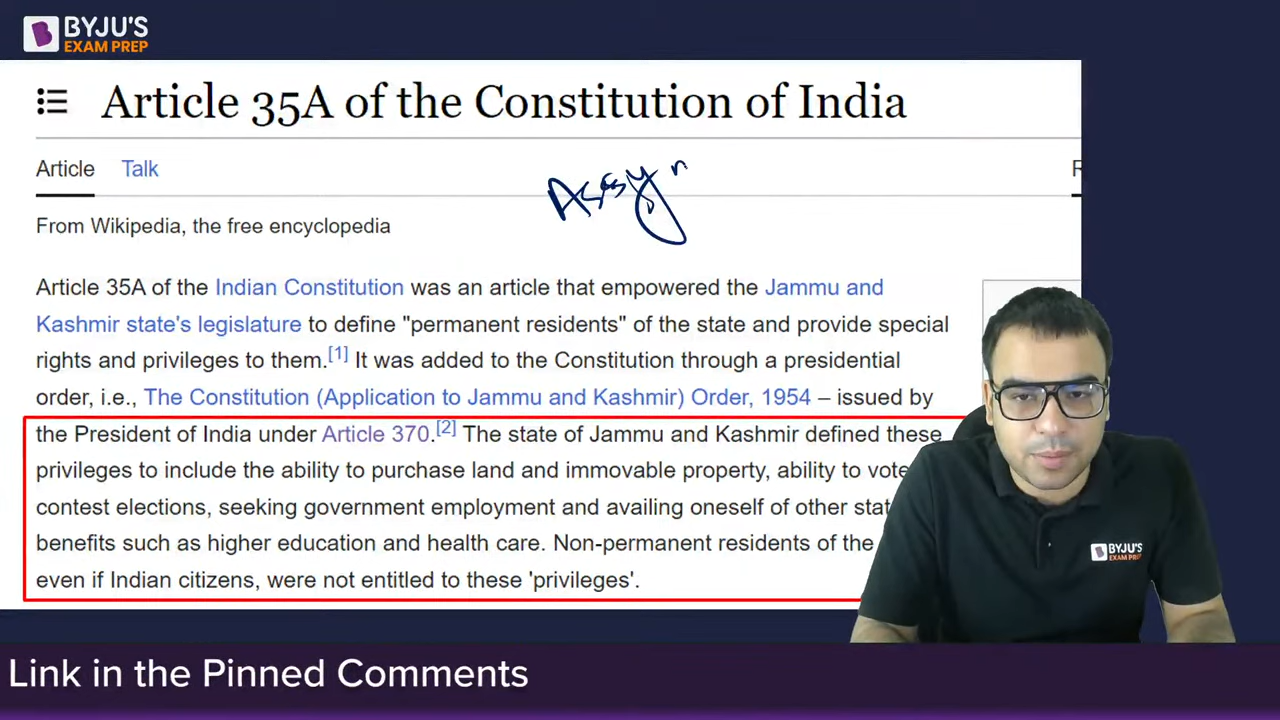 BYJU'S
EXAM PREP
Article 35A of the Constitution of India
Article Talk
R
From Wikipedia, the free encyclopedia
Article 35A of the Indian Constitution was an article that empowered the Jammu and
Kashmir state's legislature to define "permanent residents" of the state and provide special
rights and privileges to them.[1] It was added to the Constitution through a presidential
order, i.e., The Constitution (Application to Jammu and Kashmir) Order, 1954 – issued by
the President of India under Article 370.[2] The state of Jammu and Kashmir defined these
privileges to include the ability to purchase land and immovable property, ability to vote
contest elections, seeking government employment and availing oneself of other stat
benefits such as higher education and health care. Non-permanent residents of the
even if Indian citizens, were not entitled to these 'privileges'.
BYJU'S
EXAM PREP
Link in the Pinned Comments